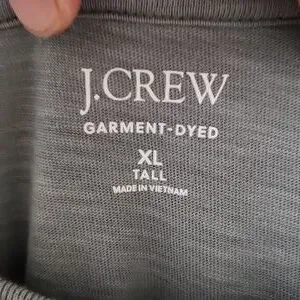 J.CREW
GARMENT-DYED
XL
TALL
MADE IN VIETNAM